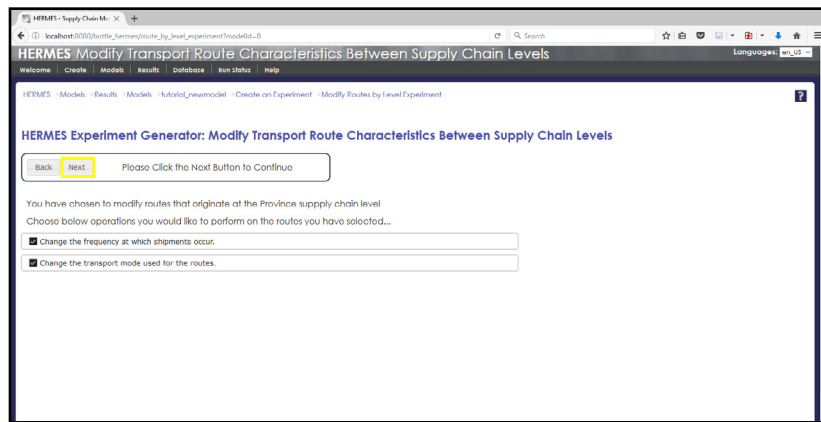 HERMES - Supply Chain Mo
localhost:8080/bottle_hermes/route_by_level_experiment?modelId=8
Search
HERMES Modify Transport Route Characteristics Between Supply Chain Levels
Languages: en_US
Welcome Create Models Results Database Run Status Help
HERMES >Models >Results >Models >tutorial_newmodel >Create an Experiment >Modify Routes by Level Experiment
?
HERMES Experiment Generator: Modify Transport Route Characteristics Between Supply Chain Levels
Back Next Please Click the Next Button to Continue
You have chosen to modify routes that originate at the Province suppply chain level
Choose below operations you would like to perform on the routes you have selected...
Change the frequency at which shipments occur.
Change the transport mode used for the routes.